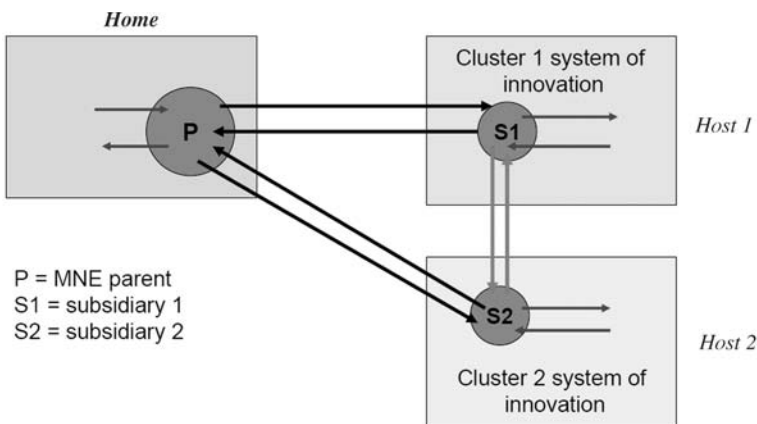 Home
Cluster 1 system of
innovation
P
S1
Host 1
P = MNE parent
S1 = subsidiary 1
S2 = subsidiary 2
S2
Host 2
Cluster 2 system of
innovation